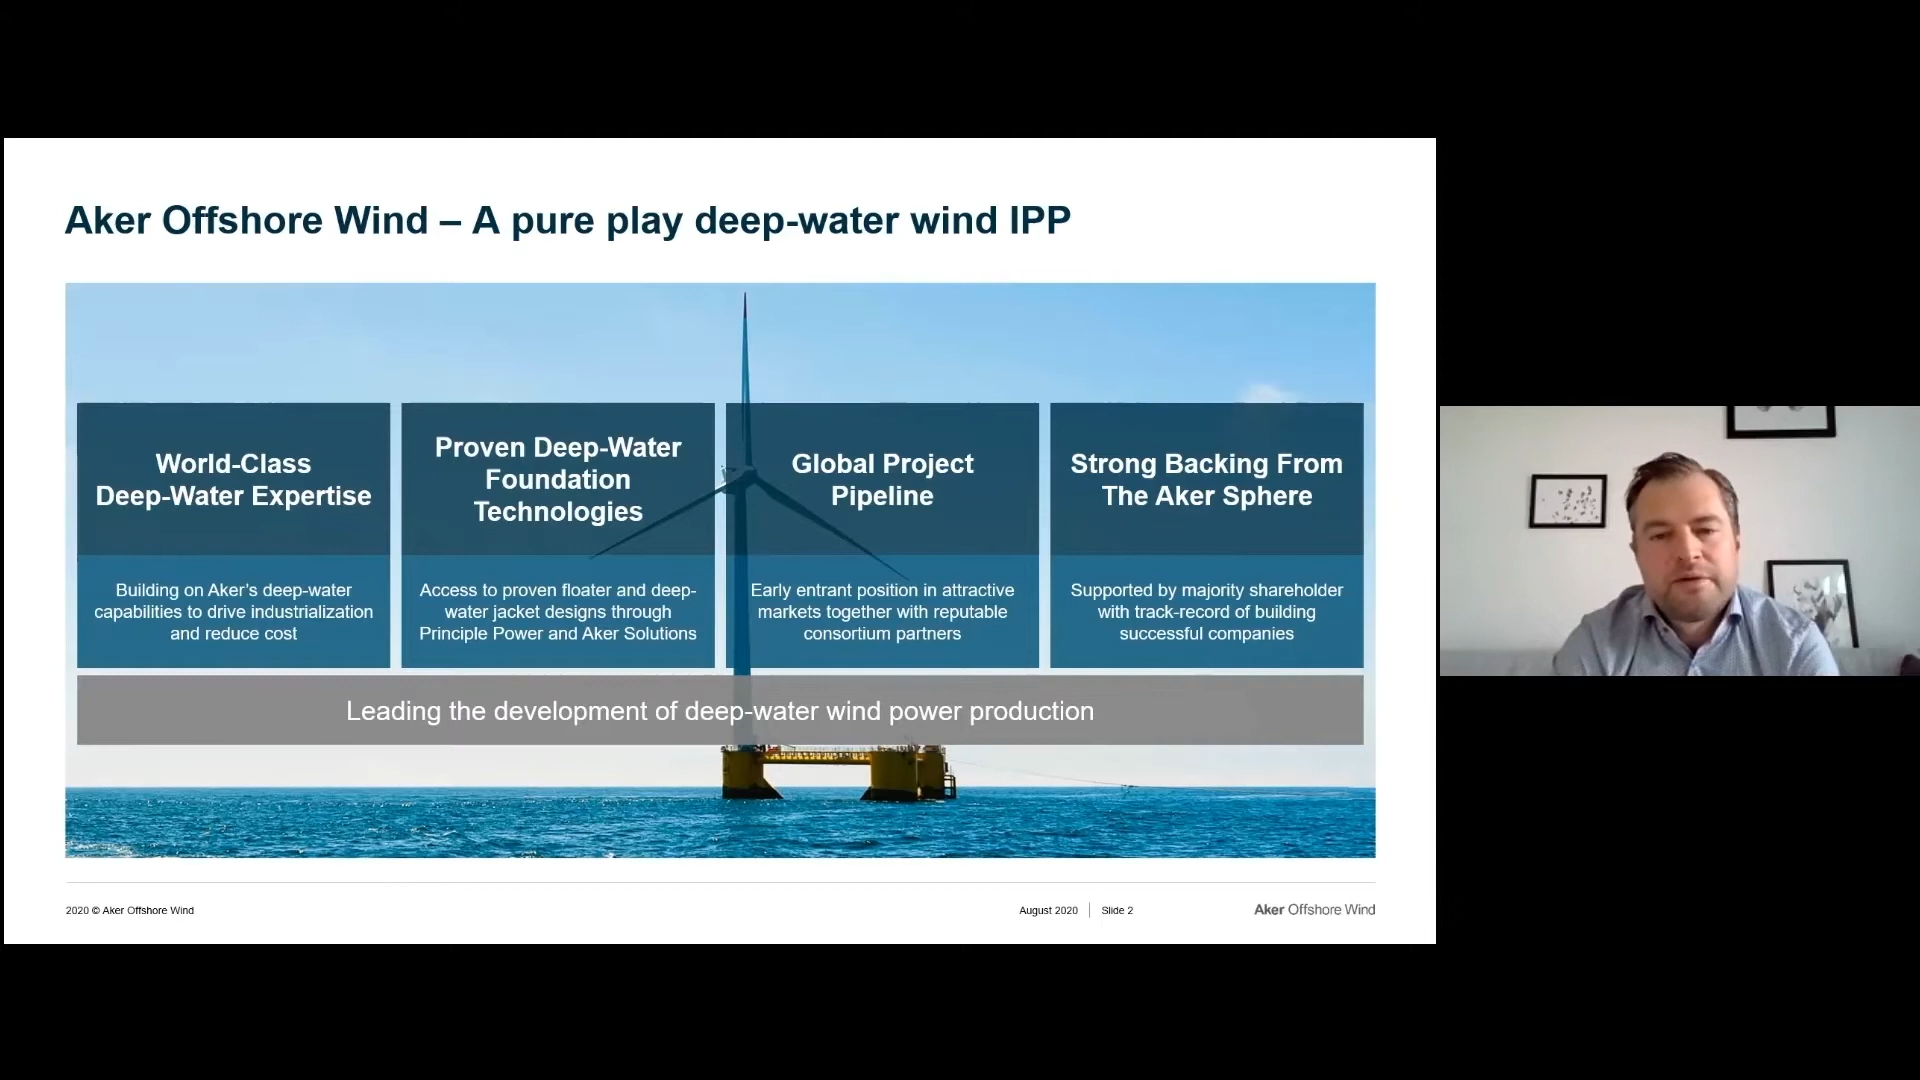 Aker Offshore Wind – A pure play deep-water wind IPP
World-Class
Deep-Water Expertise
Building on Aker's deep-water
capabilities to drive industrialization
and reduce cost
Proven Deep-Water
Foundation
Technologies
Access to proven floater and deep-
water jacket designs through
Principle Power and Aker Solutions
Global Project
Pipeline
Early entrant position in attractive
markets together with reputable
consortium partners
Strong Backing From
The Aker Sphere
Supported by majority shareholder
with track-record of building
successful companies
Leading the development of deep-water wind power production
2020 © Aker Offshore Wind
August 2020
Slide 2
Aker Offshore Wind